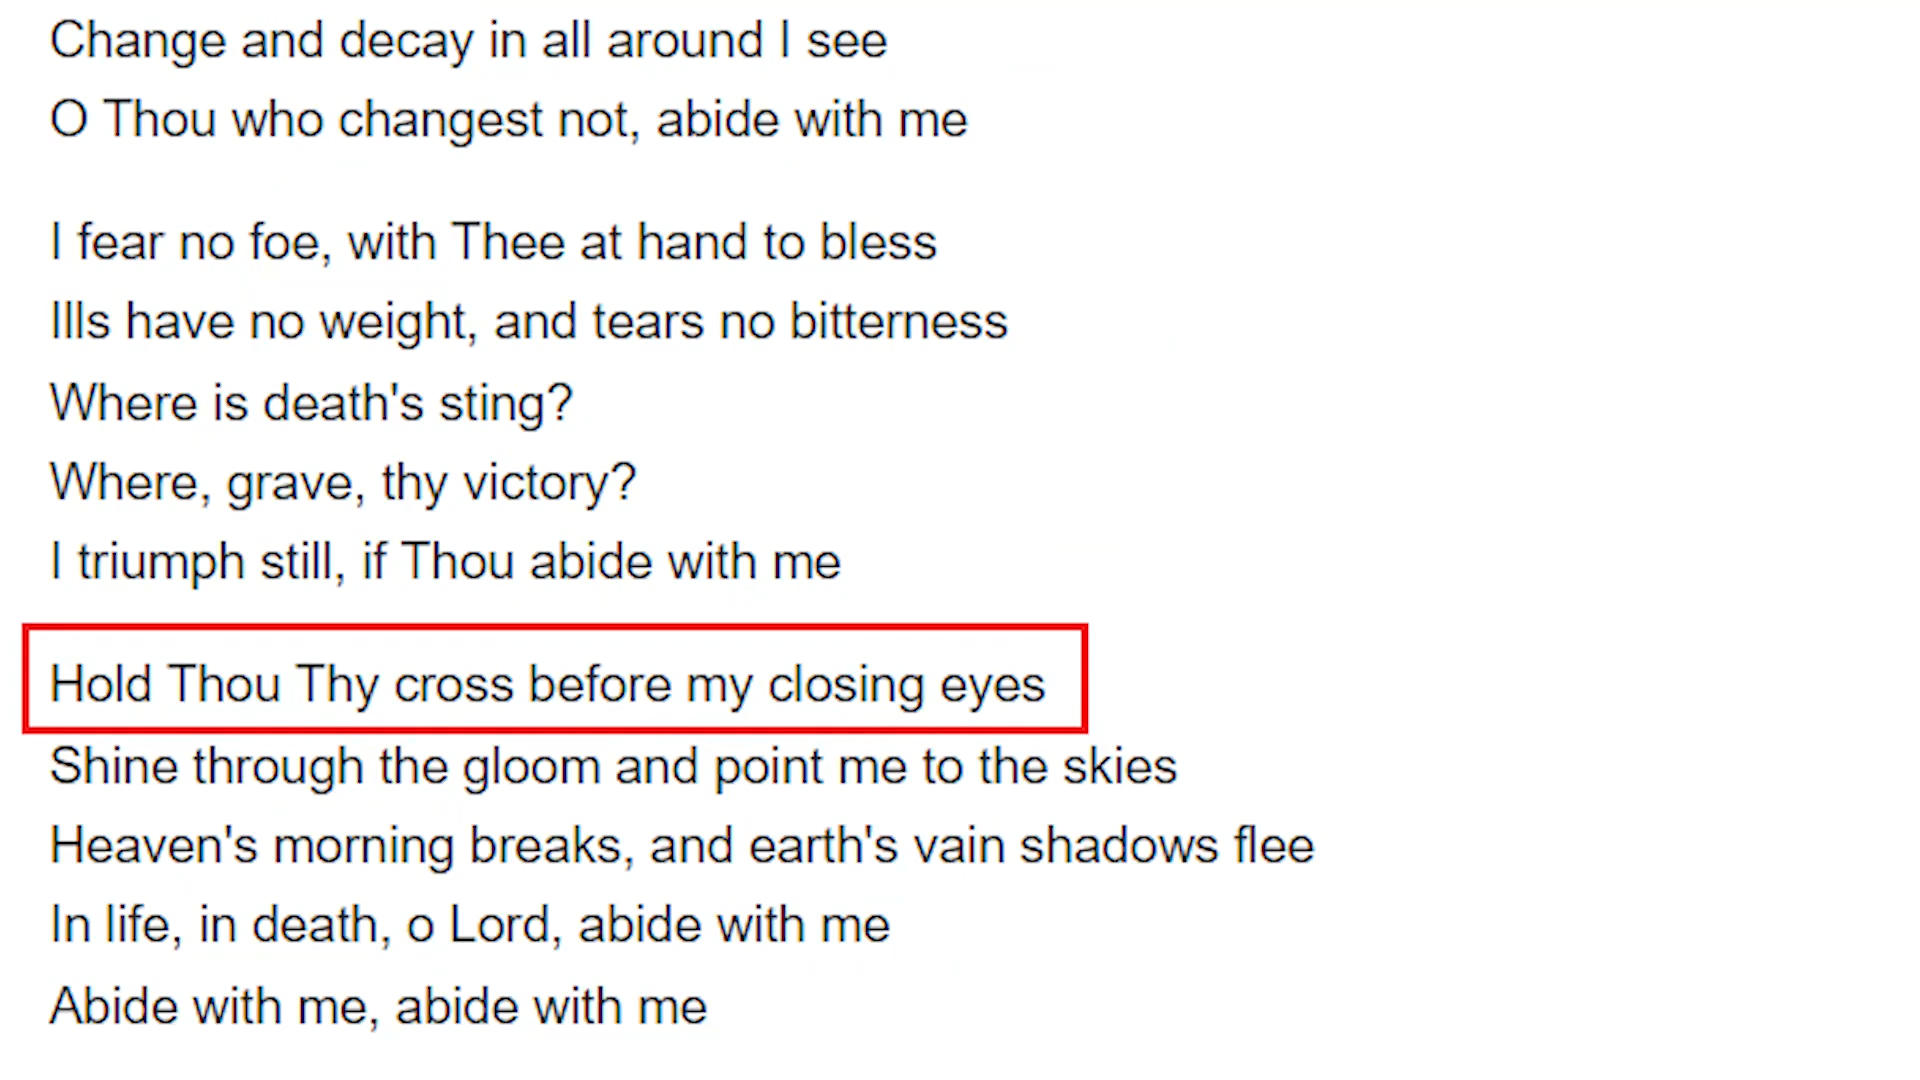 Change and decay in all around I see
O Thou who changest not, abide with me
I fear no foe, with Thee at hand to bless
Ills have no weight, and tears no bitterness
Where is death's sting?
Where, grave, thy victory?
I triumph still, if Thou abide with me
Hold Thou Thy cross before my closing eyes
Shine through the gloom and point me to the skies
Heaven's morning breaks, and earth's vain shadows flee
In life, in death, o Lord, abide with me
Abide with me, abide with me